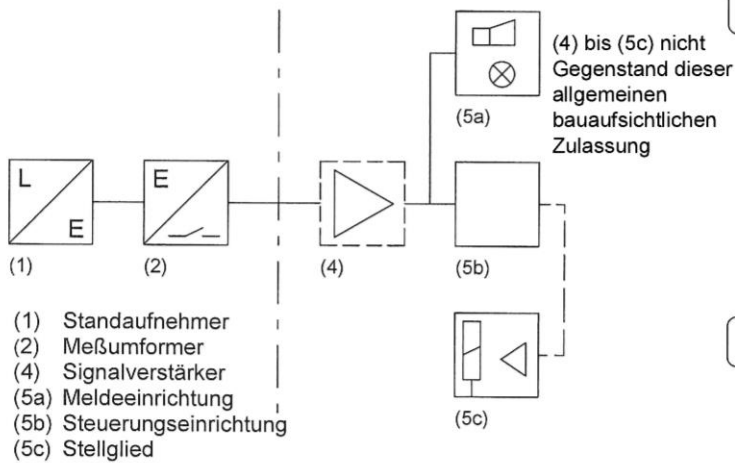 (4) bis (5c) nicht
Gegenstand dieser
allgemeinen
bauaufsichtlichen
Zulassung
(5a)
L
E
E
(1)
(2)
(4)
(5b)
(5c)
(1) Standaufnehmer
(2) Meßumformer
(4) Signalverstärker
(5a) Meldeeinrichtung
(5b) Steuerungseinrichtung
(5c) Stellglied